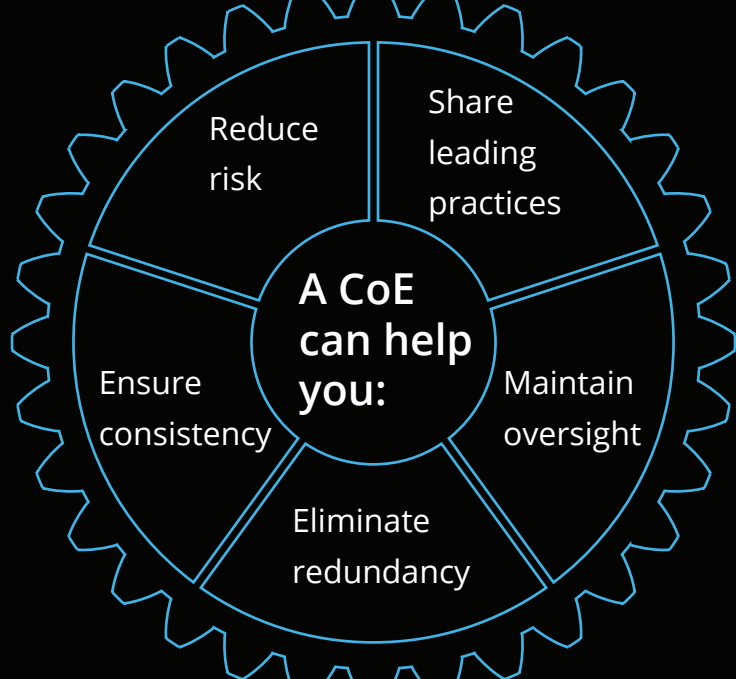 A CoE
can help
you:
Share
leading
practices
Maintain
oversight
Eliminate
redundancy
Ensure
consistency
Reduce
risk